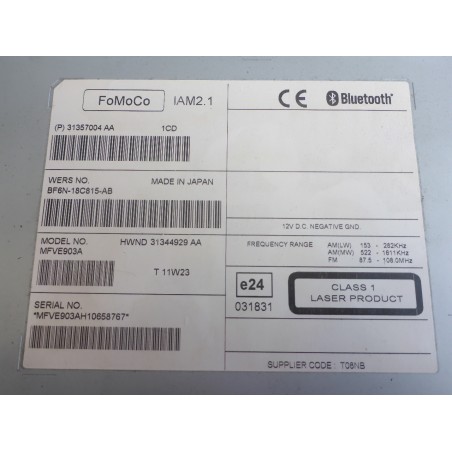 FoMoCo IAM2.1
(P) 31357004 AA 1CD
WERS NO. MADE IN JAPAN
BF6N-18C815-AB
MODEL NO. HWND 31344929 AA
MFVE903A
T 11W23
SERIAL NO.
*MFVE903AH10658767*
CE Bluetooth®
12V D.C. NEGATIVE GND.
FREQUENCY RANGE AM(LW) 153 - 282KHz
AM(MW) 522 - 1611KHz
FM 87.5 - 108.0MHz
e24
031831
CLASS 1
LASER PRODUCT
SUPPLIER CODE : T08NB